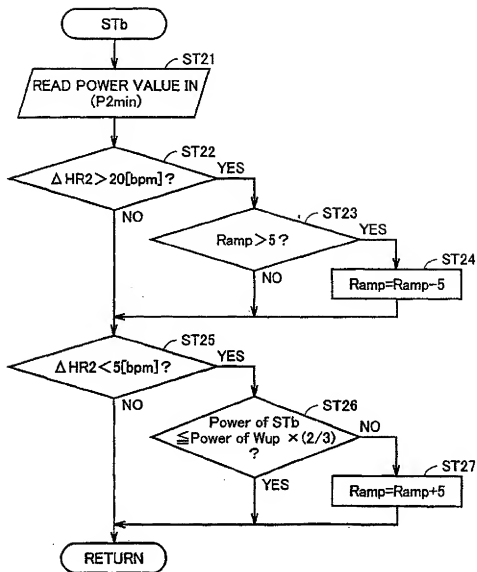 STb
ST21
READ POWER VALUE IN
(P2min)
ST22
ΔHR2>20[bpm]?
YES
NO
ST23
Ramp>5?
YES
NO
ST24
Ramp=Ramp-5
ST25
ΔHR2<5[bpm]?
YES
NO
ST26
Power of STb
≦Power of Wup ×(2/3)
?
NO
YES
ST27
Ramp=Ramp+5
RETURN